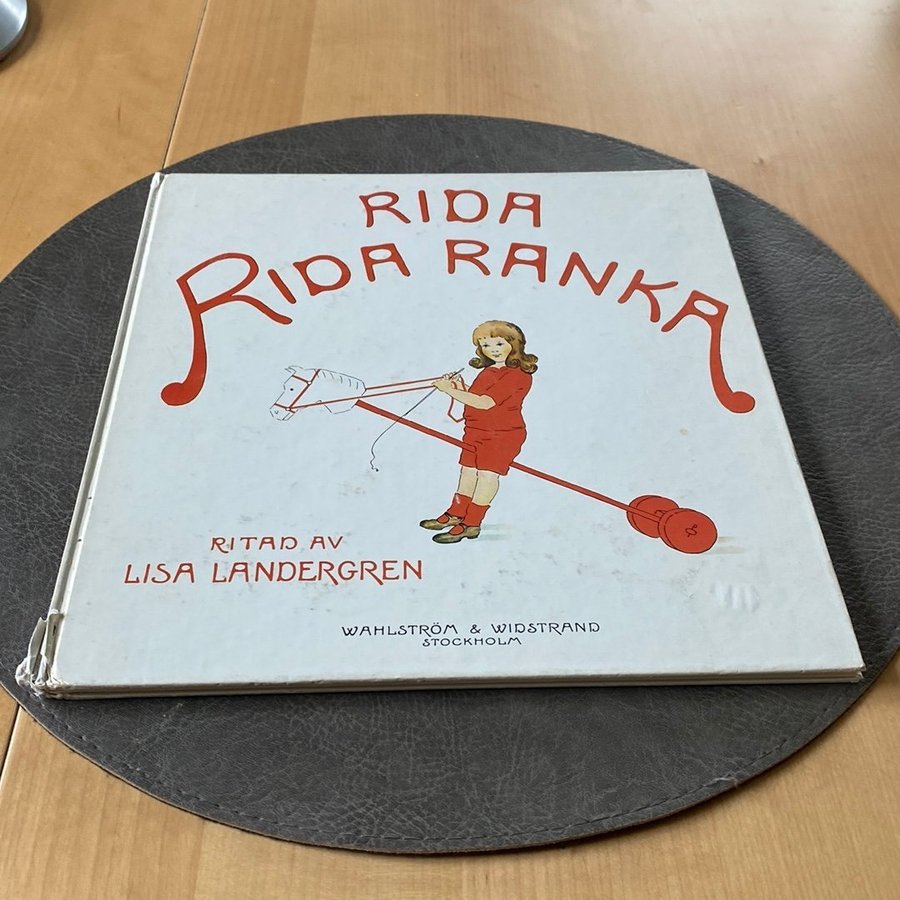 RIDA
RIDA RANKA
RITAD AV
LISA LANDERGREN
WAHLSTRÖM & WIDSTRAND
STOCKHOLM